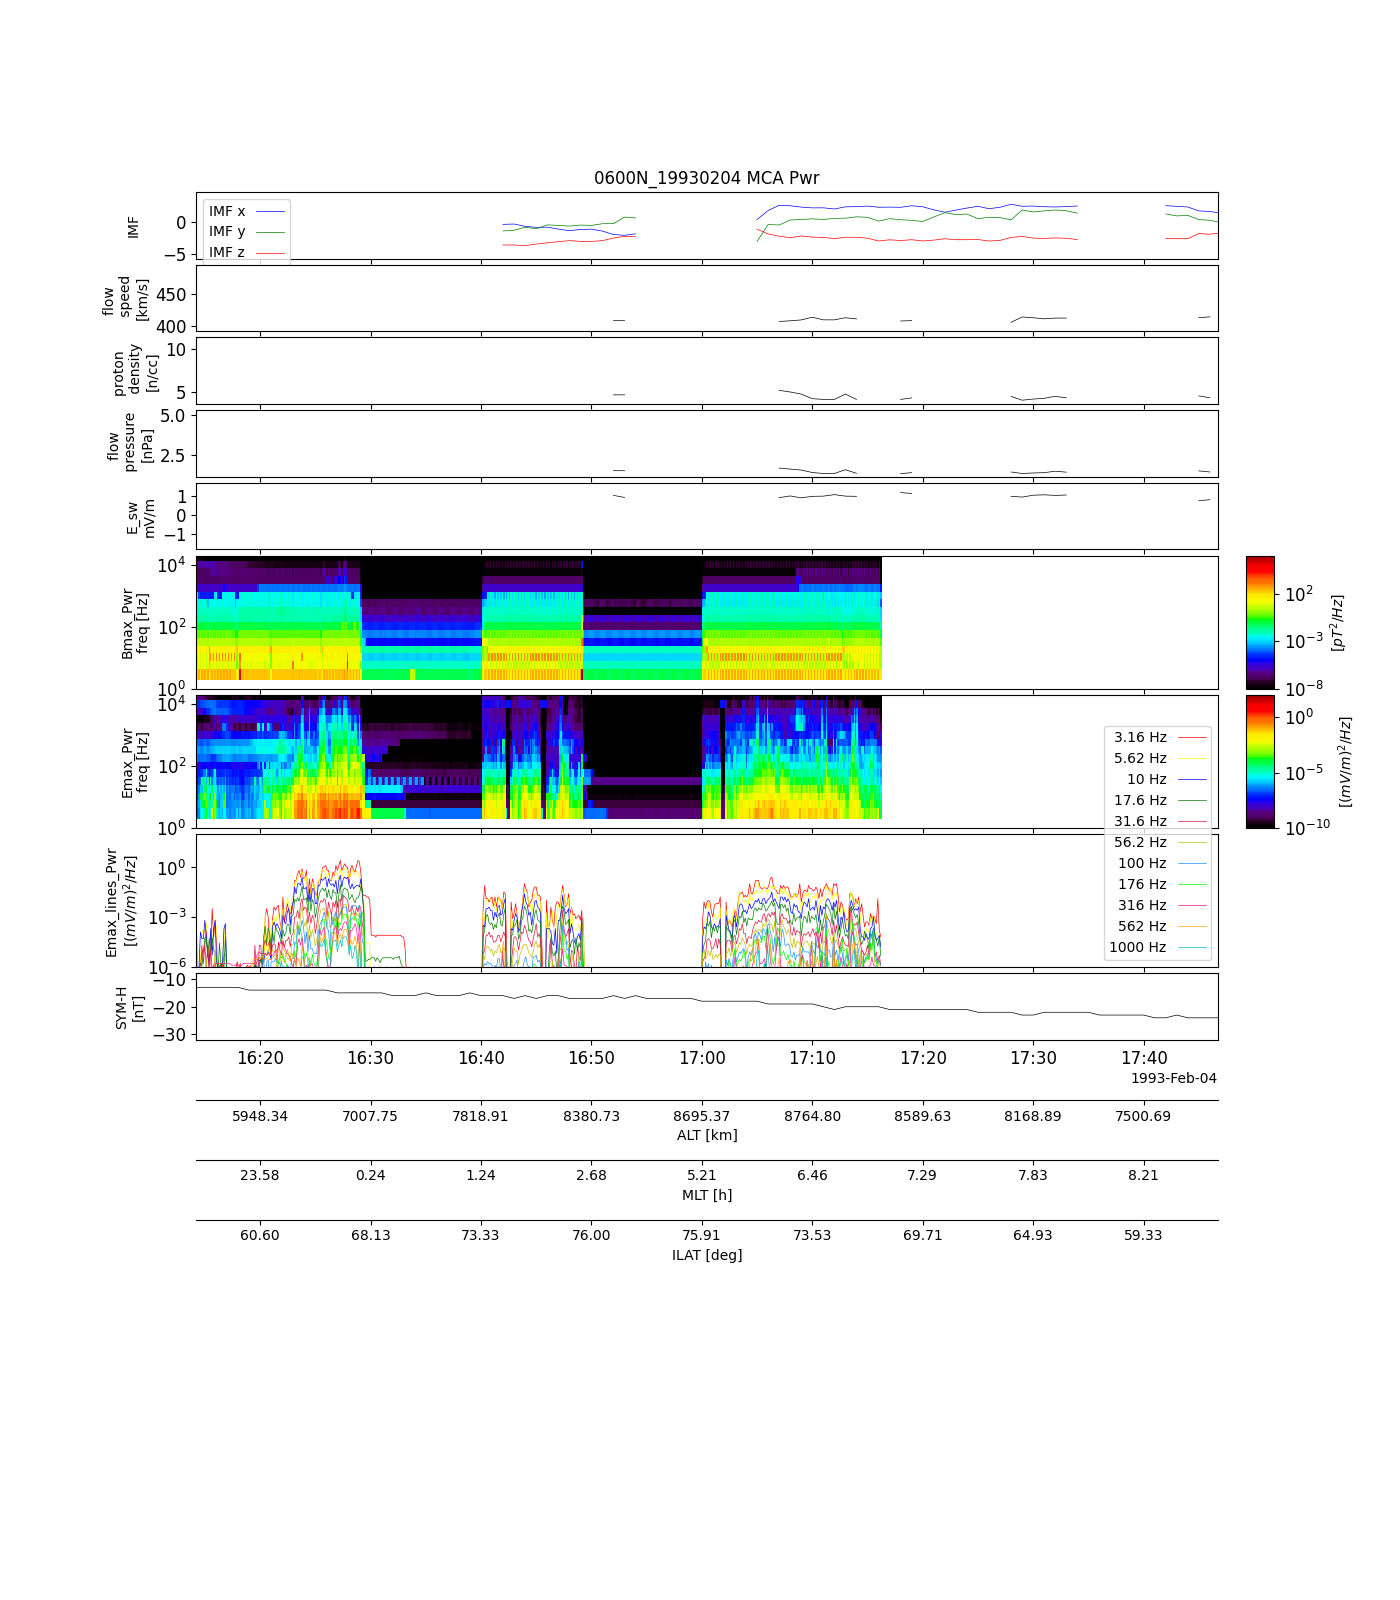 0600N_19930204 MCA Pwr
IMF
IMF x
IMF y
IMF z
0
−5
flow
speed
[km/s]
450
400
proton
density
[n/cc]
10
5
flow
pressure
[nPa]
5.0
2.5
E_sw
mV/m
1
0
−1
Bmax_Pwr
freq [Hz]
10^4
10^2
10^0
10^2
10^−3
10^−8
[pT^2/Hz]
Emax_Pwr
freq [Hz]
10^4
10^2
10^0
10^0
10^−5
10^−10
[(mV/m)^2/Hz]
3.16 Hz
5.62 Hz
10 Hz
17.6 Hz
31.6 Hz
56.2 Hz
100 Hz
176 Hz
316 Hz
562 Hz
1000 Hz
Emax_lines_Pwr
[(mV/m)^2/Hz]
10^0
10^−3
10^−6
SYM-H
[nT]
−10
−20
−30
16:20 16:30 16:40 16:50 17:00 17:10 17:20 17:30 17:40
1993-Feb-04
5948.34 7007.75 7818.91 8380.73 8695.37 8764.80 8589.63 8168.89 7500.69
ALT [km]
23.58 0.24 1.24 2.68 5.21 6.46 7.29 7.83 8.21
MLT [h]
60.60 68.13 73.33 76.00 75.91 73.53 69.71 64.93 59.33
ILAT [deg]